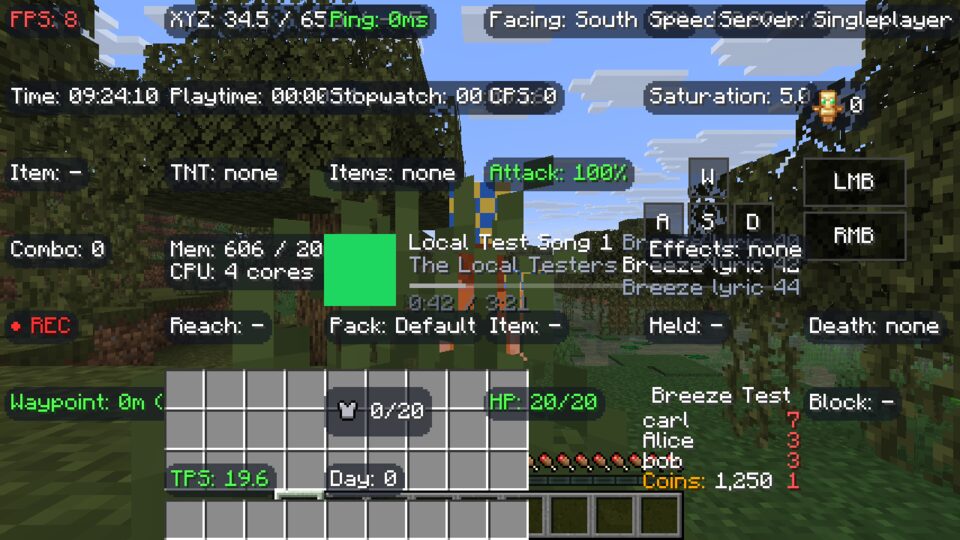 FPS: 8
XYZ: 34.5 / 65
Ping: 0ms
Facing: South
Speed
Server: Singleplayer
Time: 09:24:10
Playtime: 00:00
Stopwatch: 00
CPS: 0
Saturation: 5.0
0
Item: -
TNT: none
Items: none
Attack: 100%
W
A S D
LMB
RMB
Combo: 0
Mem: 606 / 20
CPU: 4 cores
Local Test Song 1
The Local Testers
0:42 / 3:21
Effects: none
Breeze lyric 42
Breeze lyric 44
• REC
Reach: -
Pack: Default
Item: -
Held: -
Death: none
Waypoint: 0m (
0/20
HP: 20/20
Breeze Test
carl 7
Alice 3
bob 3
Coins: 1,250 1
Block: -
TPS: 19.6
Day: 0